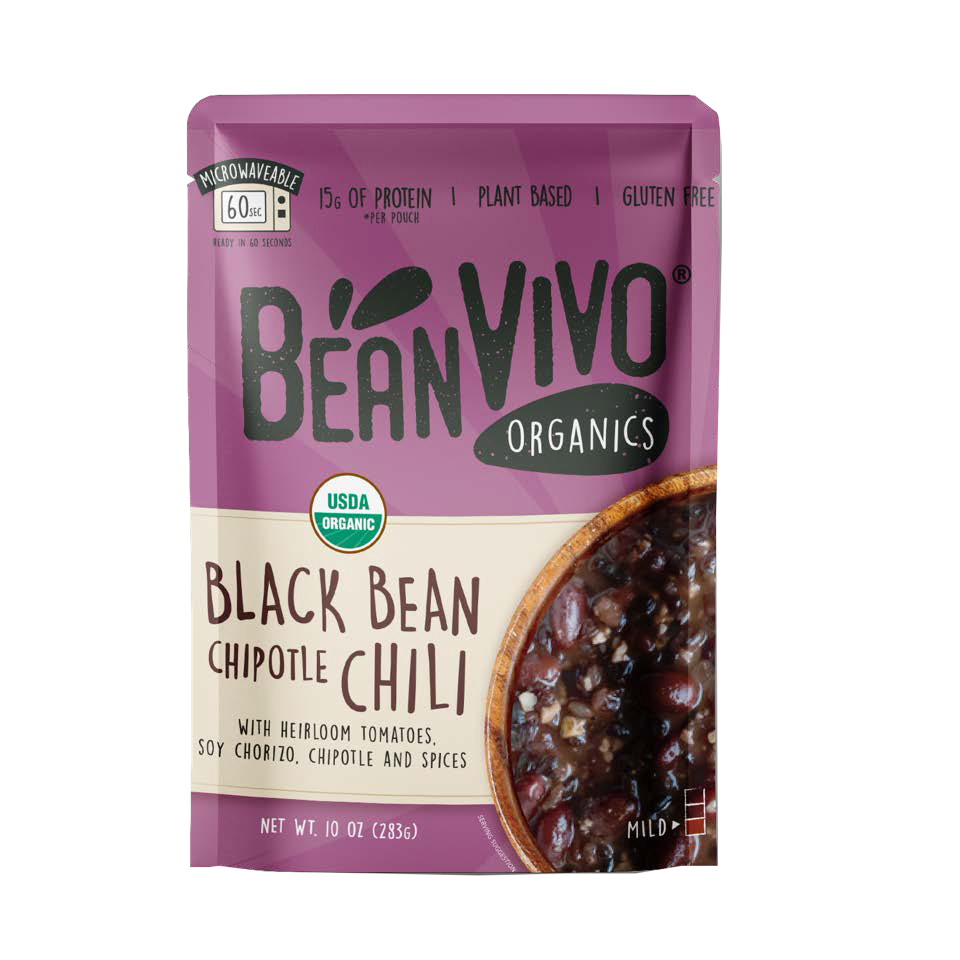 MICROWAVEABLE
60SEC
READY IN 60 SECONDS
15G OF PROTEIN | PLANT BASED | GLUTEN FREE
*PER POUCH
BEANVIVO®
ORGANICS
USDA
ORGANIC
BLACK BEAN
CHIPOTLE CHILI
WITH HEIRLOOM TOMATOES,
SOY CHORIZO, CHIPOTLE AND SPICES
NET WT. 10 OZ (283G)
SERVING SUGGESTION
MILD